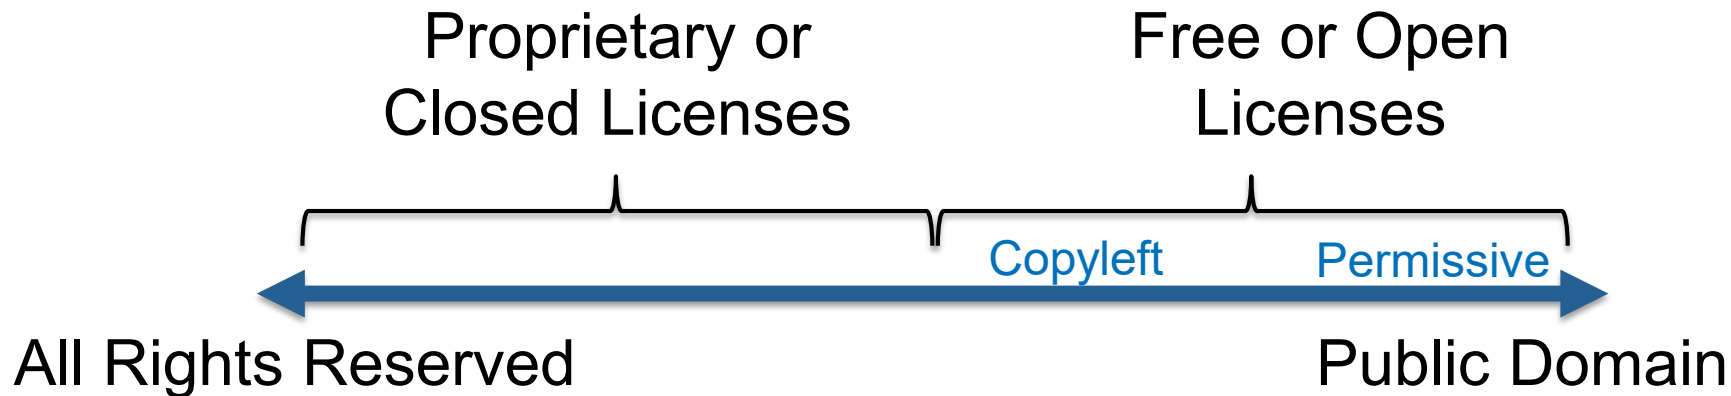 Proprietary or
Closed Licenses
Free or Open
Licenses
Copyleft
Permissive
All Rights Reserved
Public Domain